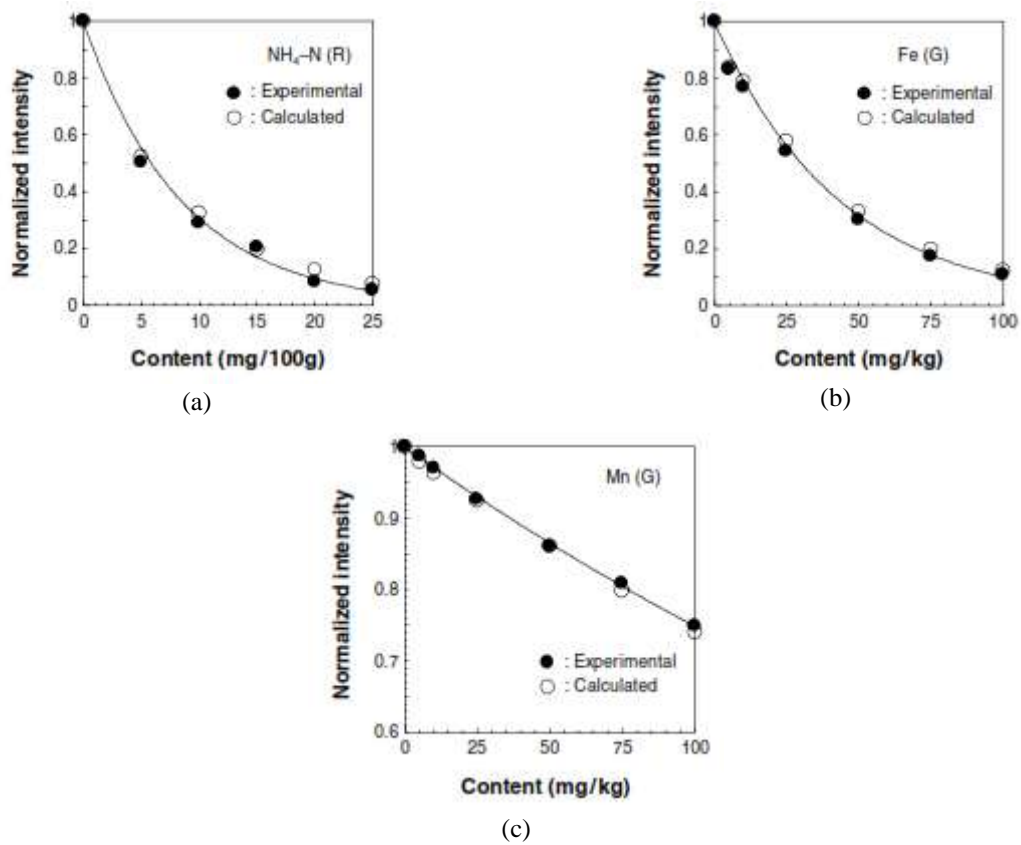 1
NH₄–N (R)
● : Experimental
○ : Calculated
0.8
0.6
0.4
0.2
0
0 5 10 15 20 25
Normalized intensity
Content (mg/100g)
(a)
1
Fe (G)
● : Experimental
○ : Calculated
0.8
0.6
0.4
0.2
0
0 25 50 75 100
Normalized intensity
Content (mg/kg)
(b)
1
Mn (G)
0.9
0.8
0.7
● : Experimental
○ : Calculated
0.6
0 25 50 75 100
Normalized intensity
Content (mg/kg)
(c)